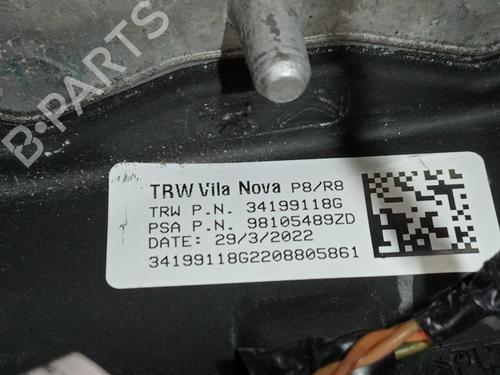 B-PARTS
TRW Vila Nova P8/R8
TRW P.N. 34199118G
PSA P.N. 98105489ZD
DATE: 29/3/2022
34199118G2208805861